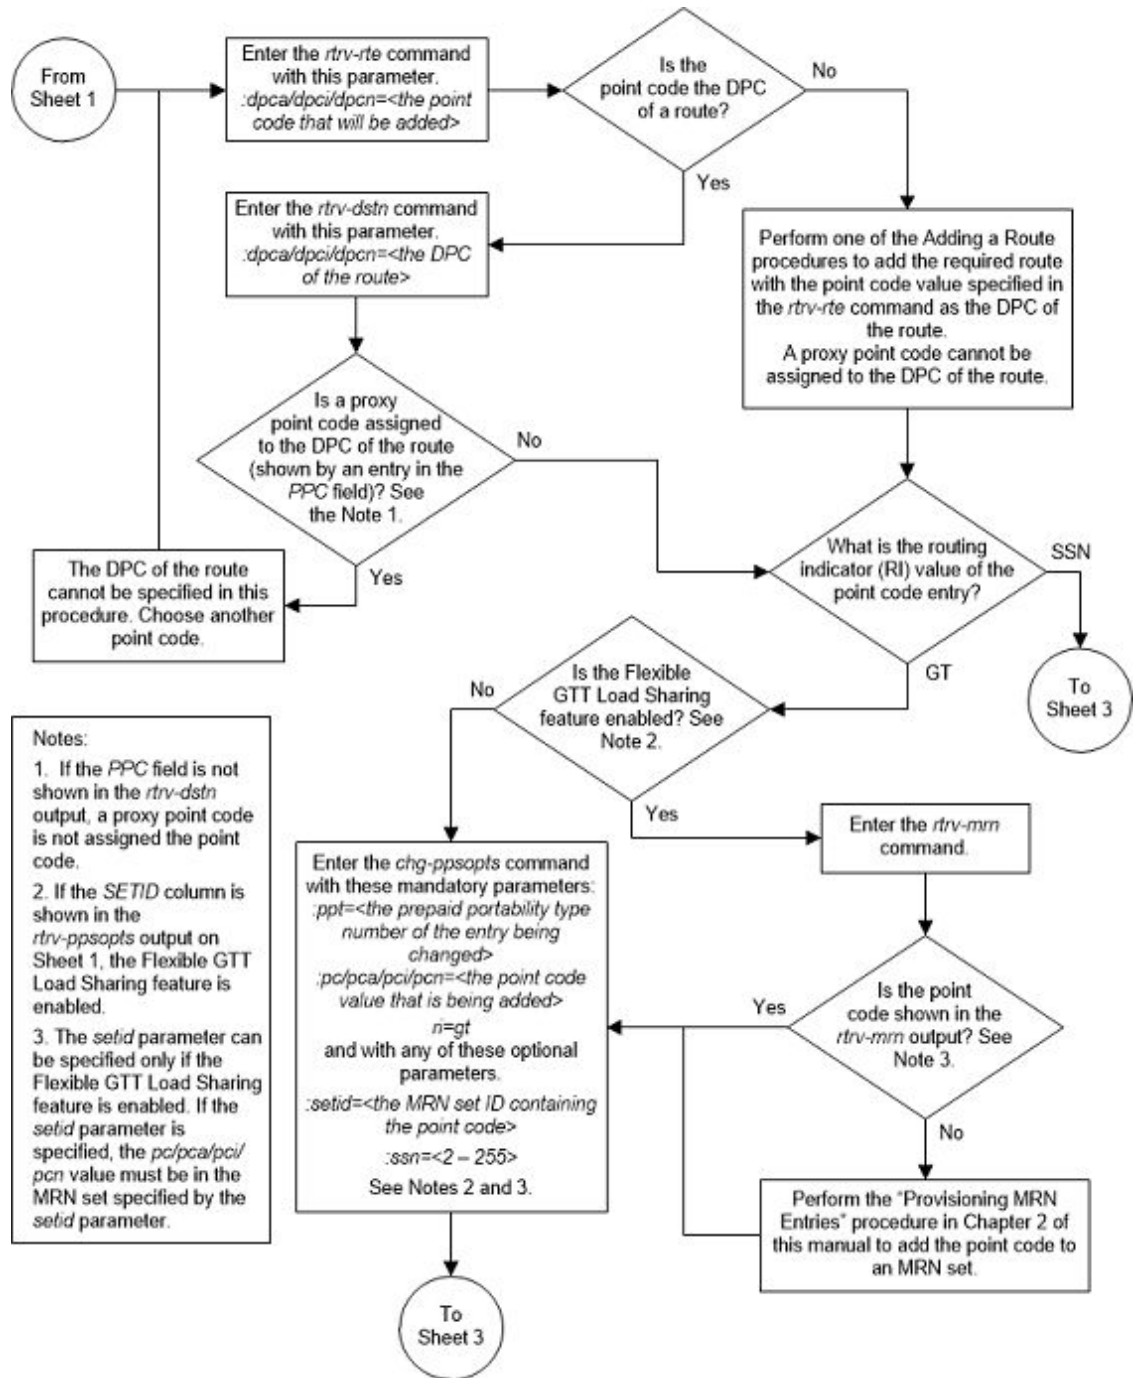 From
Sheet 1
Enter the rtrv-rte command
with this parameter.
:dpca/dpci/dpcn=<the point
code that will be added>
Is the
point code the DPC
of a route?
No
Yes
Enter the rtrv-dstn command
with this parameter.
:dpca/dpci/dpcn=<the DPC
of the route>
Perform one of the Adding a Route
procedures to add the required route
with the point code value specified in
the rtrv-rte command as the DPC of
the route.
A proxy point code cannot be
assigned to the DPC of the route.
Is a proxy
point code assigned
to the DPC of the route
(shown by an entry in the
PPC field)? See
the Note 1.
No
Yes
The DPC of the route
cannot be specified in this
procedure. Choose another
point code.
What is the routing
indicator (RI) value of the
point code entry?
SSN
GT
To
Sheet 3
Is the Flexible
GTT Load Sharing
feature enabled? See
Note 2.
No
Yes
Notes:
1. If the PPC field is not
shown in the rtrv-dstn
output, a proxy point code
is not assigned the point
code.
2. If the SETID column is
shown in the
rtrv-ppsopts output on
Sheet 1, the Flexible GTT
Load Sharing feature is
enabled.
3. The setid parameter can
be specified only if the
Flexible GTT Load Sharing
feature is enabled. If the
setid parameter is
specified, the pc/pca/pci/
pcn value must be in the
MRN set specified by the
setid parameter.
Enter the chg-ppsopts command
with these mandatory parameters:
:ppt=<the prepaid portability type
number of the entry being
changed>
:pc/pca/pci/pcn=<the point code
value that is being added>
ri=gt
and with any of these optional
parameters.
:setid=<the MRN set ID containing
the point code>
:ssn=<2 – 255>
See Notes 2 and 3.
Enter the rtrv-mrn
command.
Is the point
code shown in the
rtrv-mrn output? See
Note 3.
Yes
No
Perform the "Provisioning MRN
Entries" procedure in Chapter 2 of
this manual to add the point code to
an MRN set.
To
Sheet 3